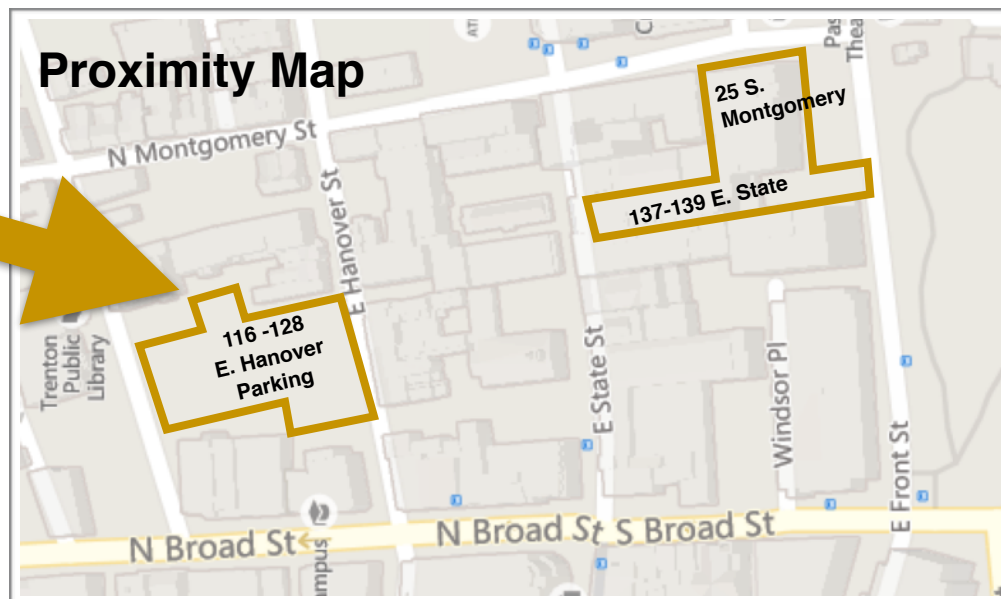 Proximity Map
N Montgomery St
E Hanover St
25 S.
Montgomery
137-139 E. State
116 -128
E. Hanover
Parking
Trenton
Public
Library
E State St
Windsor Pl
E Front St
N Broad St
N Broad St
S Broad St